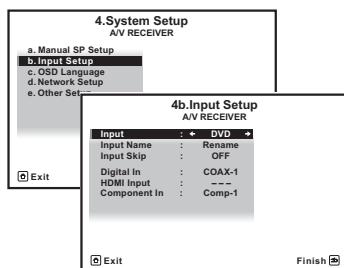 4.System Setup
A/V RECEIVER
a. Manual SP Setup
b. Input Setup
c. OSD Language
d. Network Setup
e. Other Setup
Exit
4b.Input Setup
A/V RECEIVER
Input : DVD
Input Name : Rename
Input Skip : OFF
Digital In : COAX-1
HDMI Input : ---
Component In : Comp-1
Exit
Finish